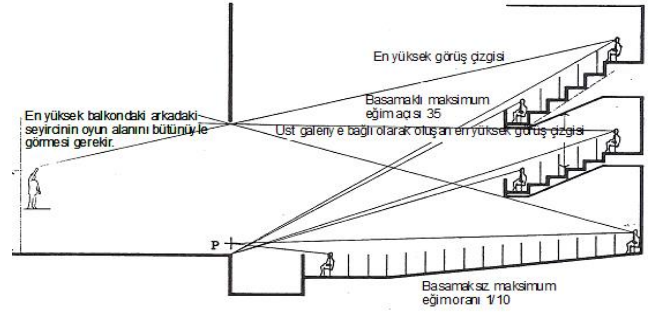 En yüksek görüş çizgisi
Basamaklı maksimum
eğim açısı 35
En yüksek balkondaki arkadaki
seyircinin oyun alanını bütünüyle
görmesi gerekir.
Üst galeriye bağlı olarak oluşan en yüksek görüş çizgisi
P
Basamaksız maksimum
eğim oranı 1/10